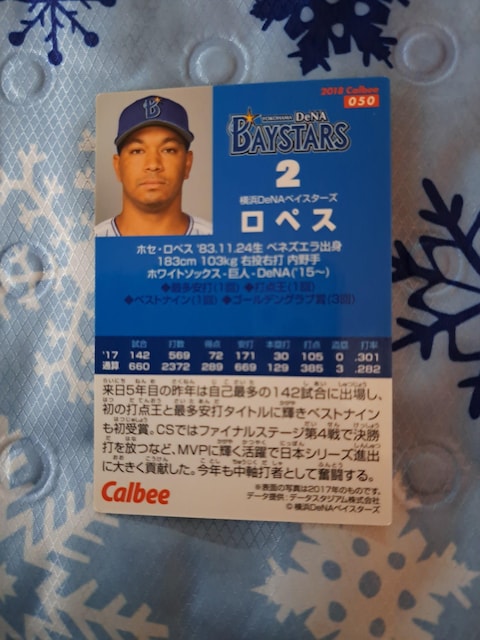 2018 Calbee
050
B
YOKOHAMA DeNA
BAYSTARS
2
横浜DeNAベイスターズ
ロペス
ホセ・ロペス '83.11.24生 ベネズエラ出身
183cm 103kg 右投右打 内野手
ホワイトソックス - 巨人 - DeNA('15~)
◆最多安打(1回) ◆打点王(1回)
◆ベストナイン(1回) ◆ゴールデングラブ賞(3回)
試合 打数 得点 安打 本塁打 打点 盗塁 打率
'17 142 569 72 171 30 105 0 .301
通算 660 2372 289 669 129 385 3 .282
来日5年目の昨年は自己最多の142試合に出場し、
初の打点王と最多安打タイトルに輝きベストナイン
も初受賞。CSではファイナルステージ第4戦で決勝
打を放つなど、MVPに輝く活躍で日本シリーズ進出
に大きく貢献した。今年も中軸打者として奮闘する。
Calbee
※表面の写真は2017年のものです。
データ提供:データスタジアム株式会社
© 横浜DeNAベイスターズ